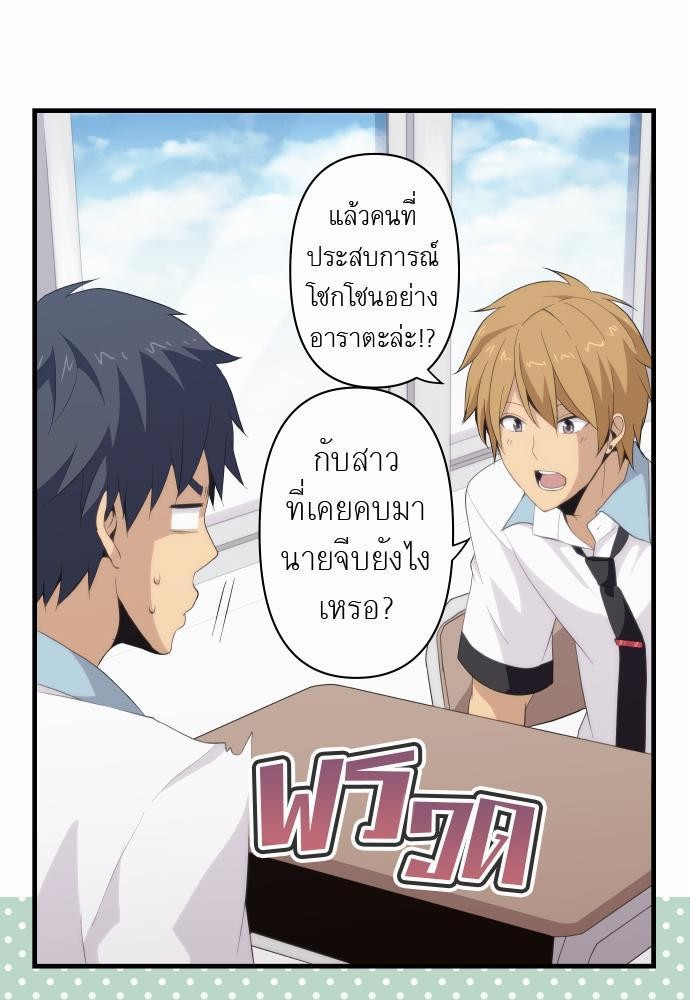 แล้วคนที่
ประสบการณ์
โชกโชนอย่าง
อาราตะล่ะ!?
กับสาว
ที่เคยคบมา
นายจีบยังไง
เหรอ?
พรวด